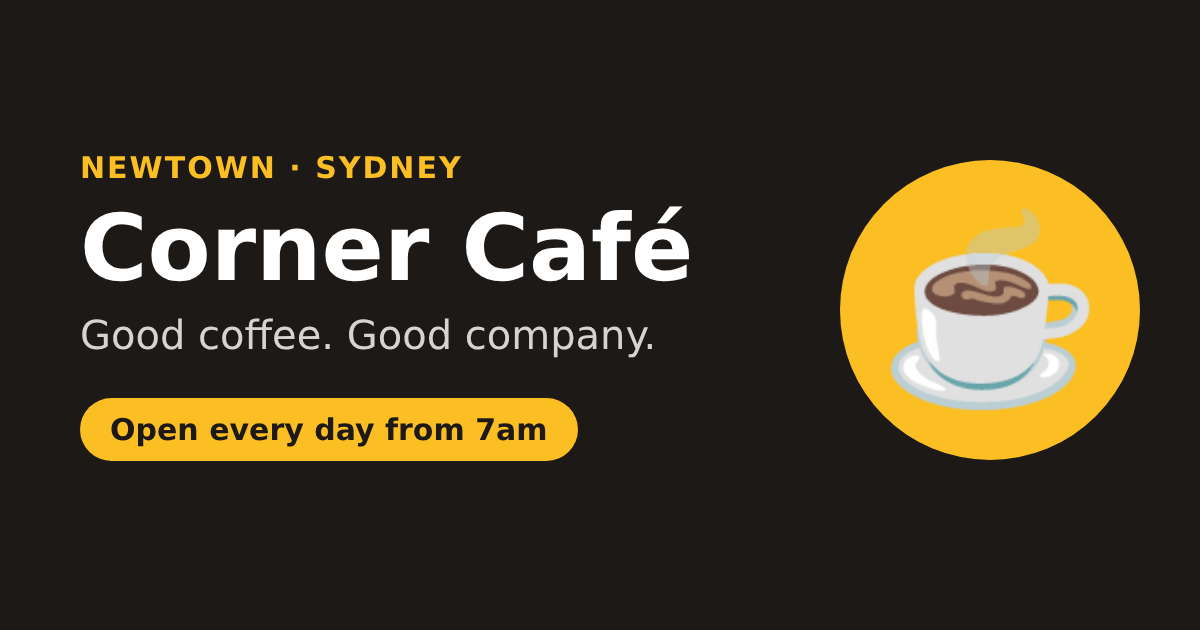 NEWTOWN · SYDNEY
Corner Café
Good coffee. Good company.
Open every day from 7am